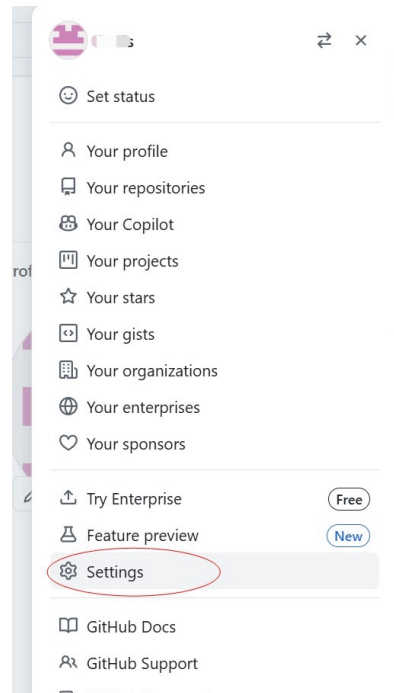 Set status
Your profile
Your repositories
Your Copilot
Your projects
rof
Your stars
Your gists
Your organizations
Your enterprises
Your sponsors
Try Enterprise Free
Feature preview New
Settings
GitHub Docs
GitHub Support